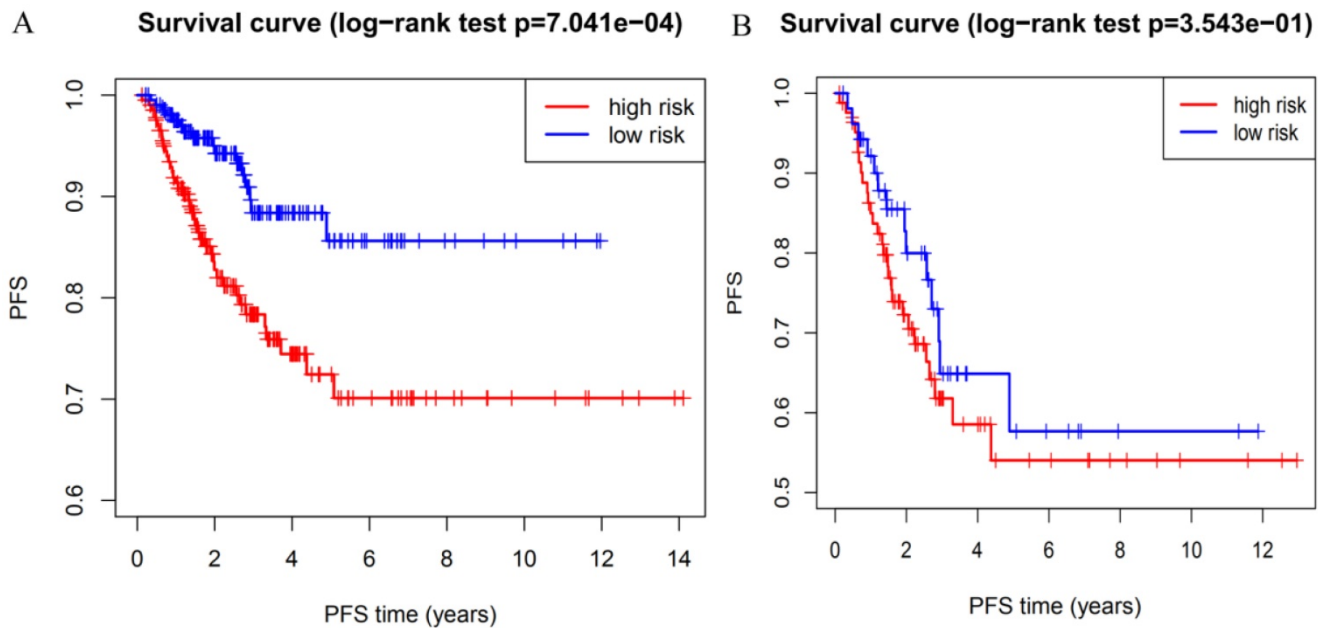 A
Survival curve (log−rank test p=7.041e−04)
PFS
1.0
0.9
0.8
0.7
0.6
high risk
low risk
0 2 4 6 8 10 12 14
PFS time (years)
B
Survival curve (log−rank test p=3.543e−01)
PFS
1.0
0.9
0.8
0.7
0.6
0.5
high risk
low risk
0 2 4 6 8 10 12
PFS time (years)